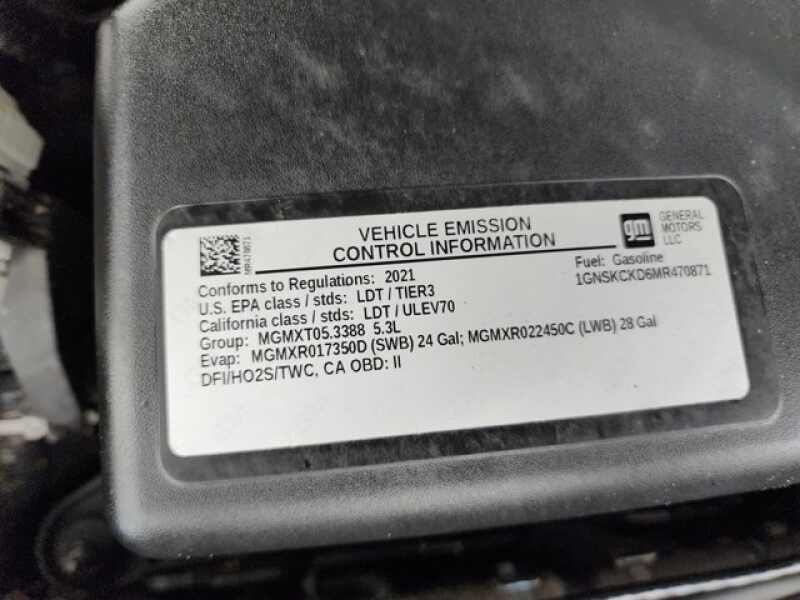 VEHICLE EMISSION
CONTROL INFORMATION
gm
GENERAL
MOTORS
LLC
MR470871
Fuel: Gasoline
1GNSKCKD6MR470871
Conforms to Regulations: 2021
U.S. EPA class / stds: LDT / TIER3
California class / stds: LDT / ULEV70
Group: MGMXT05.3388 5.3L
Evap: MGMXR017350D (SWB) 24 Gal; MGMXR022450C (LWB) 28 Gal
DFI/HO2S/TWC, CA OBD: II